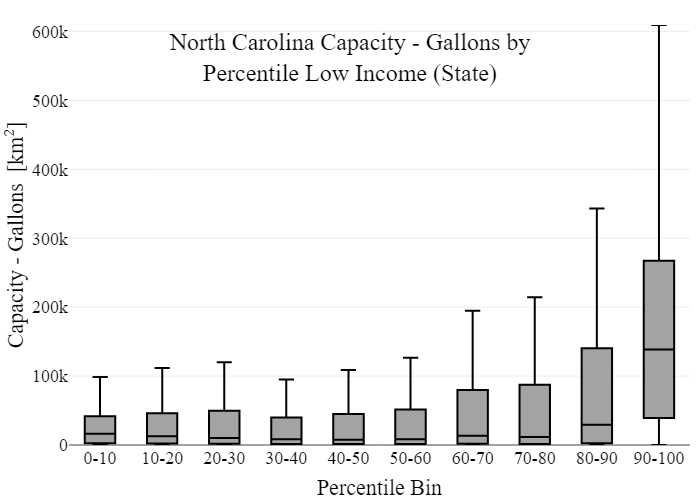 North Carolina Capacity - Gallons by
Percentile Low Income (State)
Capacity - Gallons [km²]
600k
500k
400k
300k
200k
100k
0
0-10 10-20 20-30 30-40 40-50 50-60 60-70 70-80 80-90 90-100
Percentile Bin